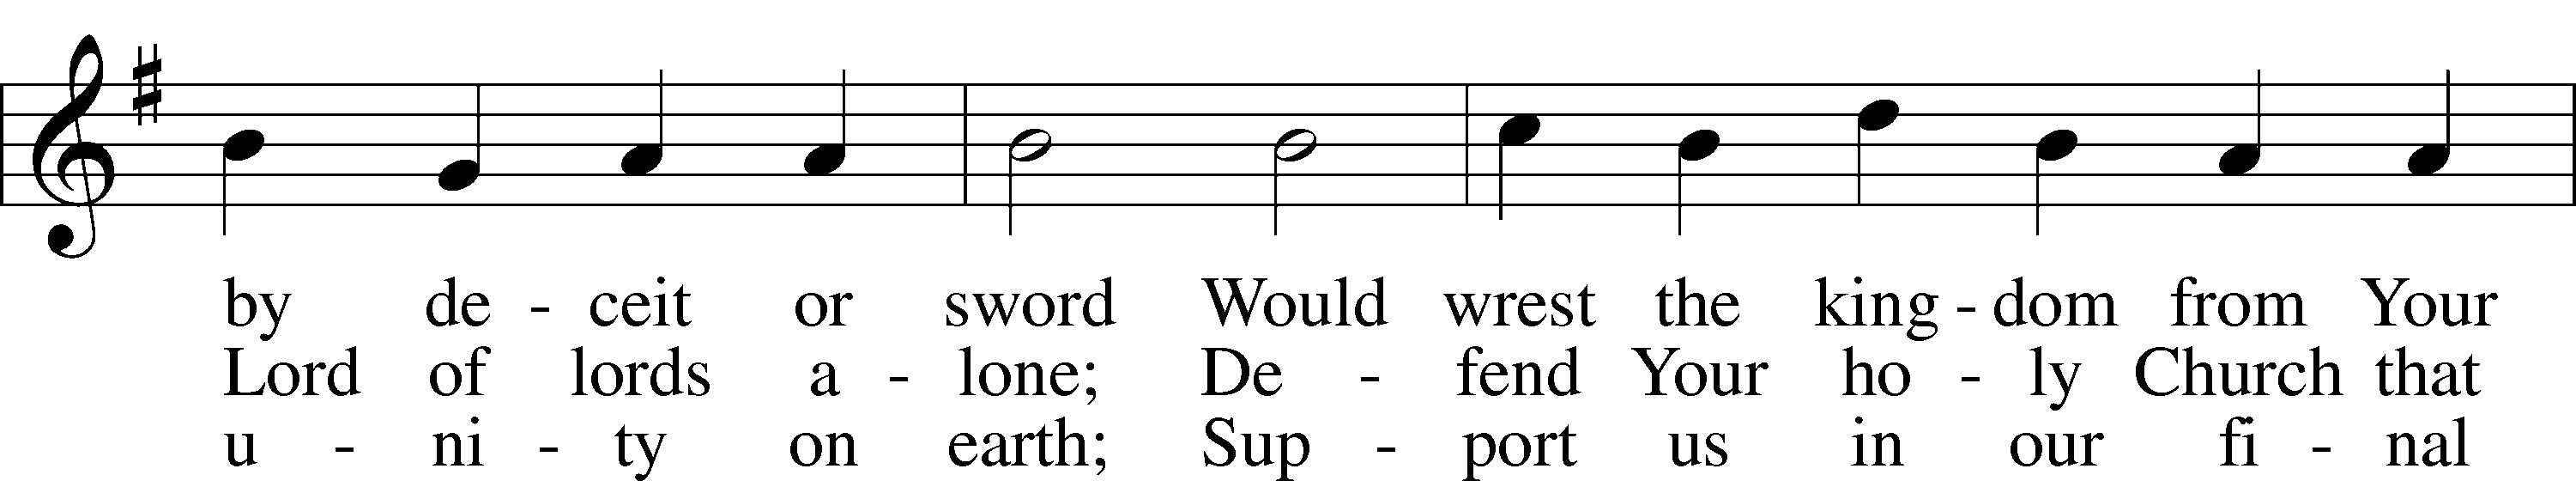 by de - ceit or sword Would wrest the king - dom from Your
Lord of lords a - lone; De - fend Your ho - ly Church that
u - ni - ty on earth; Sup - port us in our fi - nal